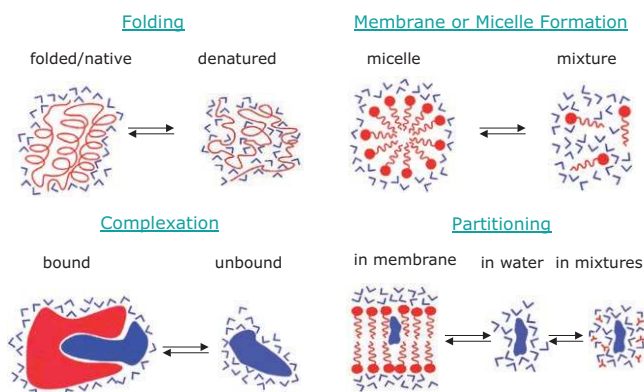 Folding
folded/native denatured
Membrane or Micelle Formation
micelle mixture
Complexation
bound unbound
Partitioning
in membrane in water in mixtures